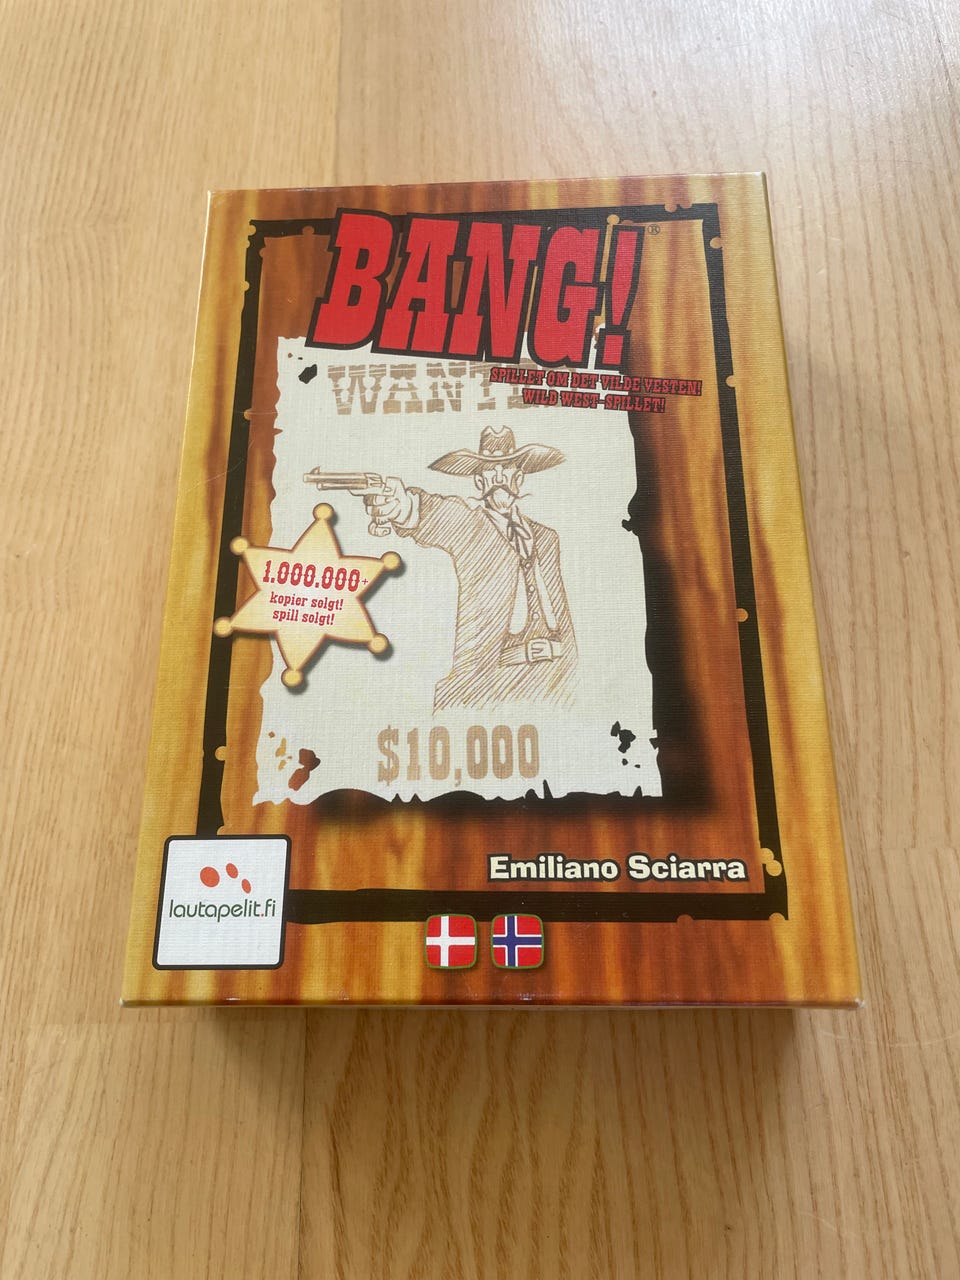 BANG!®
WANTE
SPILLET OM DET VILDE VESTEN!
WILD WEST-SPILLET!
1.000.000+
kopier solgt!
spill solgt!
$10,000
Emiliano Sciarra
lautapelit.fi